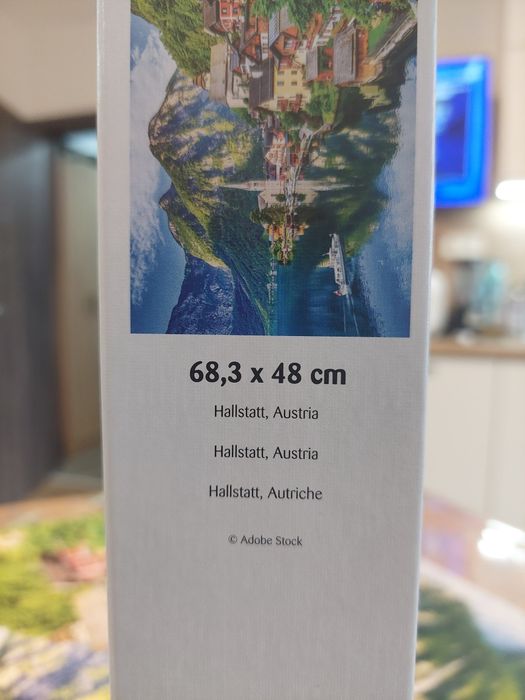 68,3 x 48 cm
Hallstatt, Austria
Hallstatt, Austria
Hallstatt, Autriche
© Adobe Stock